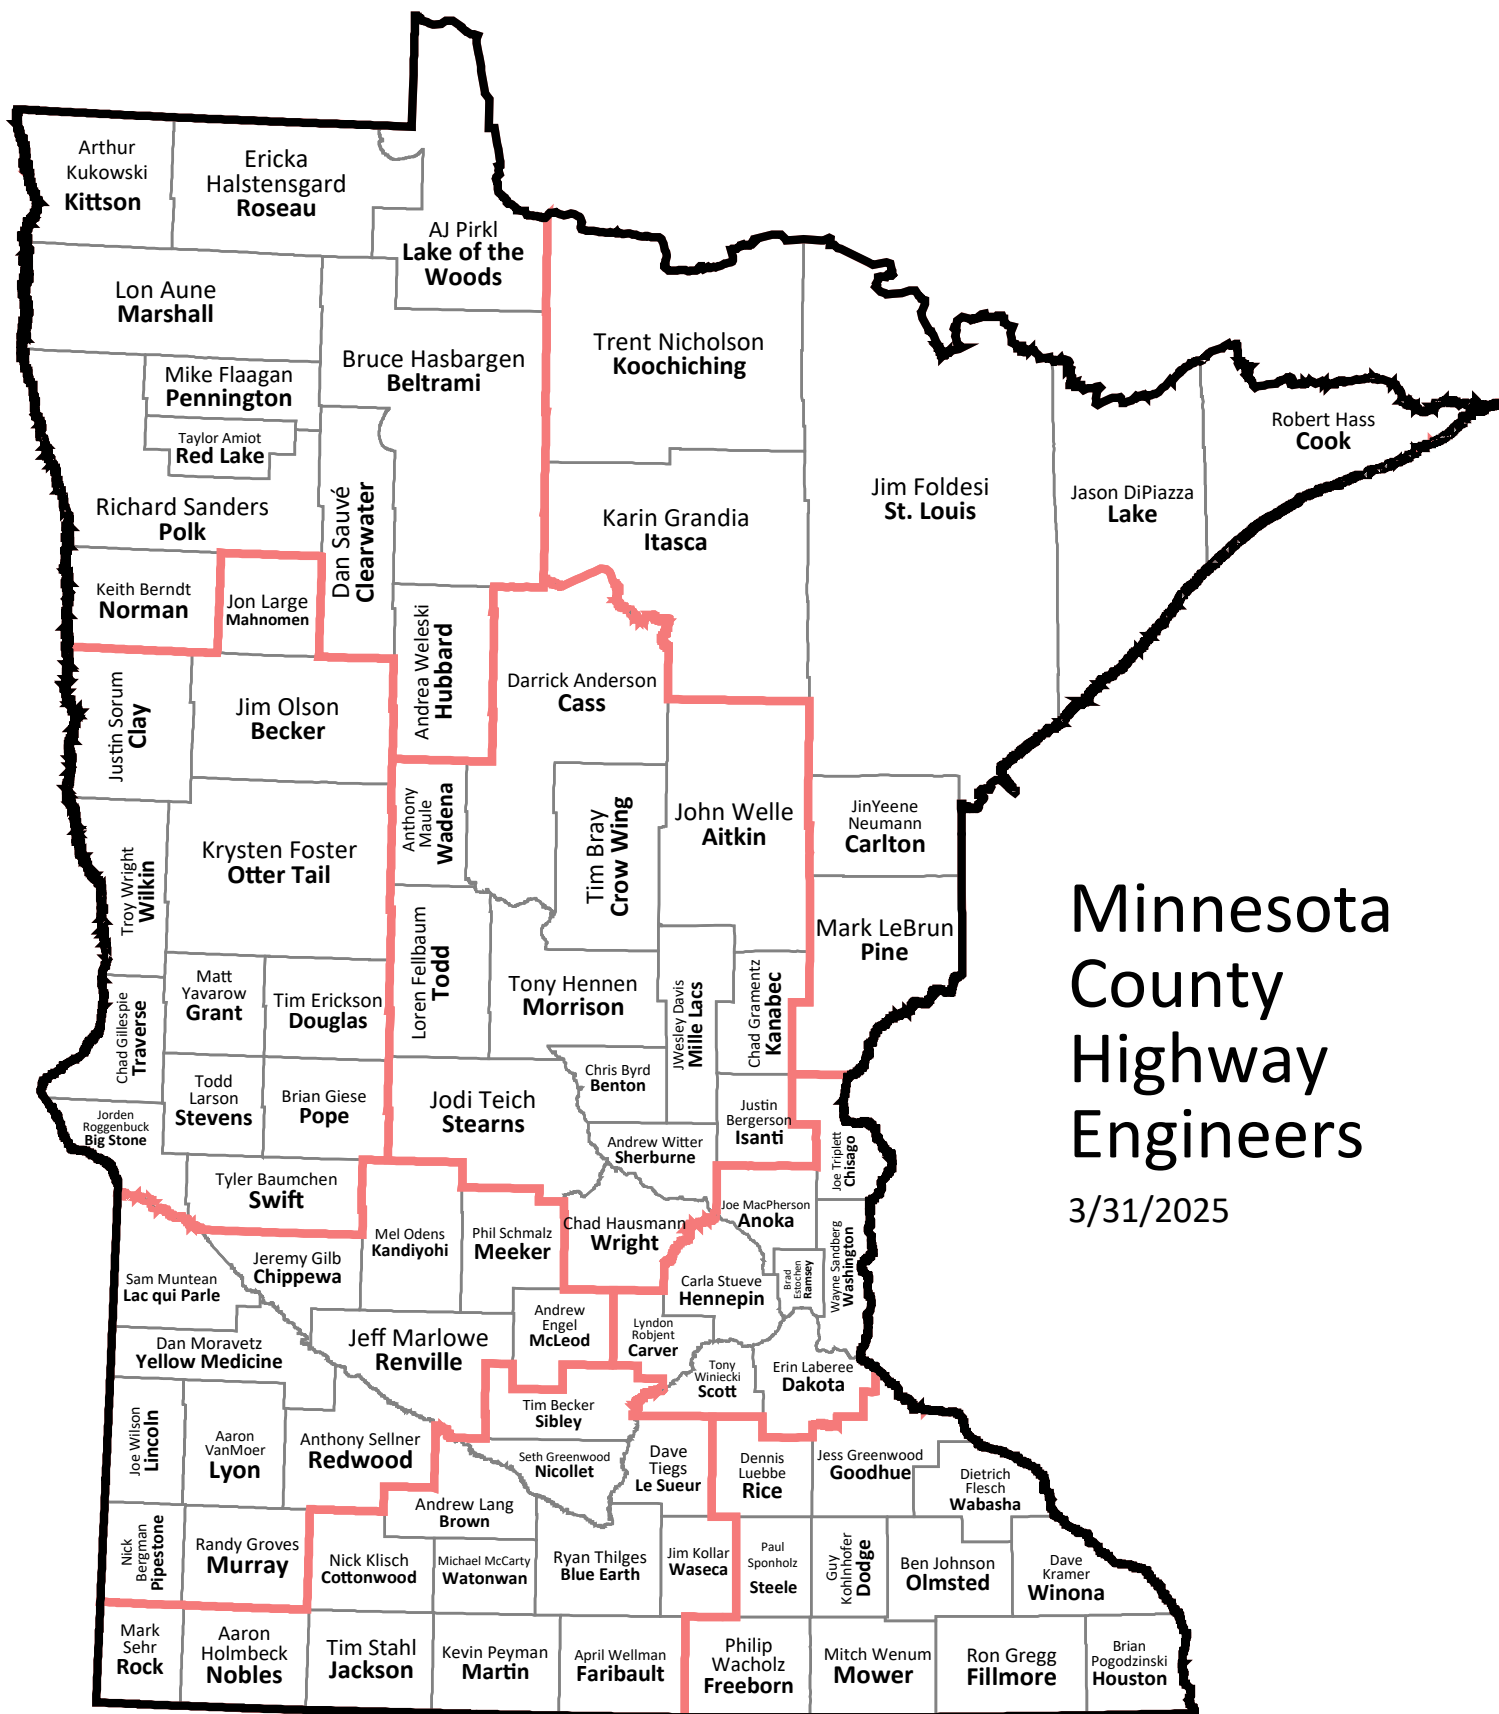 Arthur
Kukowski
Kittson
Ericka
Halstensgard
Roseau
AJ Pirkl
Lake of the
Woods
Lon Aune
Marshall
Bruce Hasbargen
Beltrami
Trent Nicholson
Koochiching
Mike Flaagan
Pennington
Taylor Amiot
Red Lake
Richard Sanders
Polk
Dan Sauvé
Clearwater
Karin Grandia
Itasca
Jim Foldesi
St. Louis
Jason DiPiazza
Lake
Robert Hass
Cook
Keith Berndt
Norman
Jon Large
Mahnomen
Andrea Weleski
Hubbard
Darrick Anderson
Cass
Justin Sorum
Clay
Jim Olson
Becker
Anthony
Maule
Wadena
Tim Bray
Crow Wing
John Welle
Aitkin
JinYeene
Neumann
Carlton
Troy Wright
Wilkin
Krysten Foster
Otter Tail
Mark LeBrun
Pine
Loren Fellbaum
Todd
Tony Hennen
Morrison
JWesley Davis
Mille Lacs
Chad Gramentz
Kanabec
Chad Gillespie
Traverse
Matt
Yavarow
Grant
Tim Erickson
Douglas
Todd
Larson
Stevens
Brian Giese
Pope
Jodi Teich
Stearns
Chris Byrd
Benton
Andrew Witter
Sherburne
Justin
Bergerson
Isanti
Joe Triplett
Chisago
Jorden
Roggenbuck
Big Stone
Tyler Baumchen
Swift
Mel Odens
Kandiyohi
Phil Schmalz
Meeker
Chad Hausmann
Wright
Joe MacPherson
Anoka
Wayne Sandberg
Washington
Brad
Estochen
Ramsey
Carla Stueve
Hennepin
Sam Muntean
Lac qui Parle
Jeremy Gilb
Chippewa
Jeff Marlowe
Renville
Andrew
Engel
McLeod
Lyndon
Robjent
Carver
Tony
Winiecki
Scott
Erin Laberee
Dakota
Dan Moravetz
Yellow Medicine
Joe Wilson
Lincoln
Aaron
VanMoer
Lyon
Anthony Sellner
Redwood
Tim Becker
Sibley
Seth Greenwood
Nicollet
Dave
Tiegs
Le Sueur
Dennis
Luebbe
Rice
Jess Greenwood
Goodhue
Dietrich
Flesch
Wabasha
Nick
Bergman
Pipestone
Randy Groves
Murray
Andrew Lang
Brown
Nick Klisch
Cottonwood
Michael McCarty
Watonwan
Ryan Thilges
Blue Earth
Jim Kollar
Waseca
Paul
Sponholz
Steele
Guy
Kohlnhofer
Dodge
Ben Johnson
Olmsted
Dave
Kramer
Winona
Mark
Sehr
Rock
Aaron
Holmbeck
Nobles
Tim Stahl
Jackson
Kevin Peyman
Martin
April Wellman
Faribault
Philip
Wacholz
Freeborn
Mitch Wenum
Mower
Ron Gregg
Fillmore
Brian
Pogodzinski
Houston
Minnesota
County
Highway
Engineers
3/31/2025